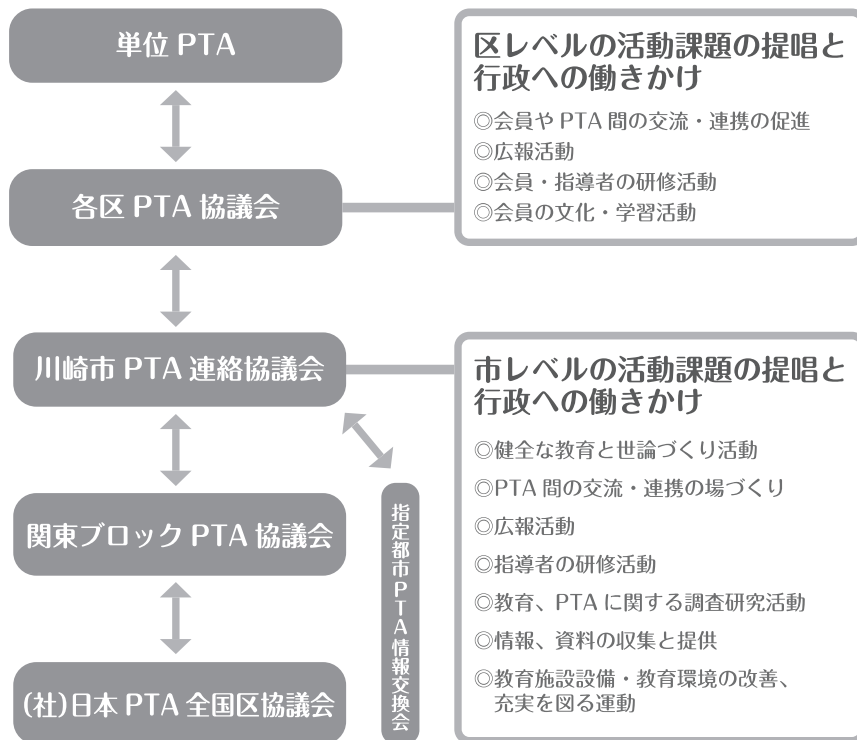 単位 PTA
各区 PTA 協議会
川崎市 PTA 連絡協議会
関東ブロック PTA 協議会
(社)日本 PTA 全国区協議会
指定都市PTA情報交換会
区レベルの活動課題の提唱と
行政への働きかけ
◎会員や PTA 間の交流・連携の促進
◎広報活動
◎会員・指導者の研修活動
◎会員の文化・学習活動
市レベルの活動課題の提唱と
行政への働きかけ
◎健全な教育と世論づくり活動
◎PTA 間の交流・連携の場づくり
◎広報活動
◎指導者の研修活動
◎教育、PTA に関する調査研究活動
◎情報、資料の収集と提供
◎教育施設設備・教育環境の改善、
充実を図る運動